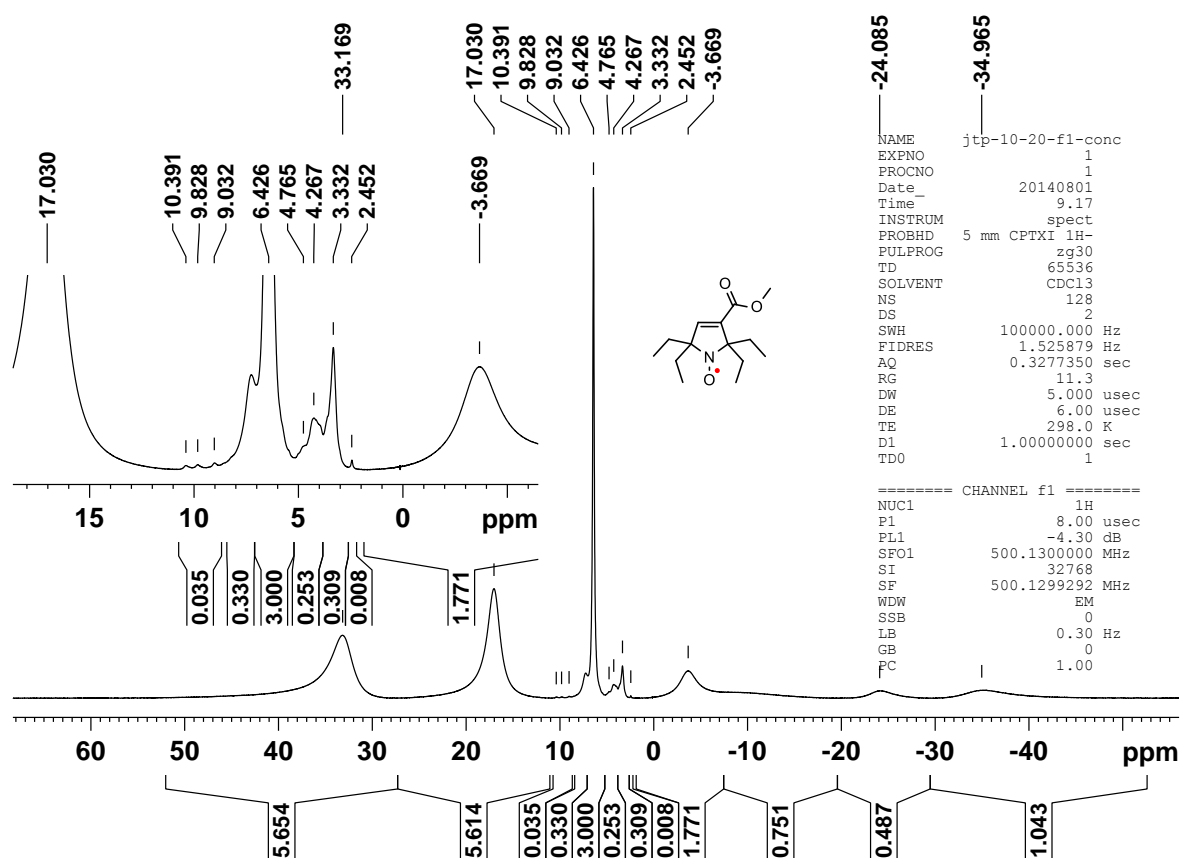 33.169
17.030
10.391
9.828
9.032
6.426
4.765
4.267
3.332
2.452
-3.669
-24.085
-34.965
17.030
10.391
9.828
9.032
6.426
4.765
4.267
3.332
2.452
-3.669
NAME jtp-10-20-f1-conc
EXPNO 1
PROCNO 1
Date_ 20140801
Time 9.17
INSTRUM spect
PROBHD 5 mm CPTXI 1H-
PULPROG zg30
TD 65536
SOLVENT CDCl3
NS 128
DS 2
SWH 100000.000 Hz
FIDRES 1.525879 Hz
AQ 0.3277350 sec
RG 11.3
DW 5.000 usec
DE 6.00 usec
TE 298.0 K
D1 1.00000000 sec
TD0 1
======== CHANNEL f1 ========
NUC1 1H
P1 8.00 usec
PL1 -4.30 dB
SFO1 500.1300000 MHz
SI 32768
SF 500.1299292 MHz
WDW EM
SSB 0
LB 0.30 Hz
GB 0
PC 1.00
O
O
N
O
15 10 5 0 ppm
0.035
0.330
3.000
0.253
0.309
0.008
1.771
60 50 40 30 20 10 0 -10 -20 -30 -40 ppm
5.654
5.614
0.035
0.330
3.000
0.253
0.309
0.008
1.771
0.751
0.487
1.043